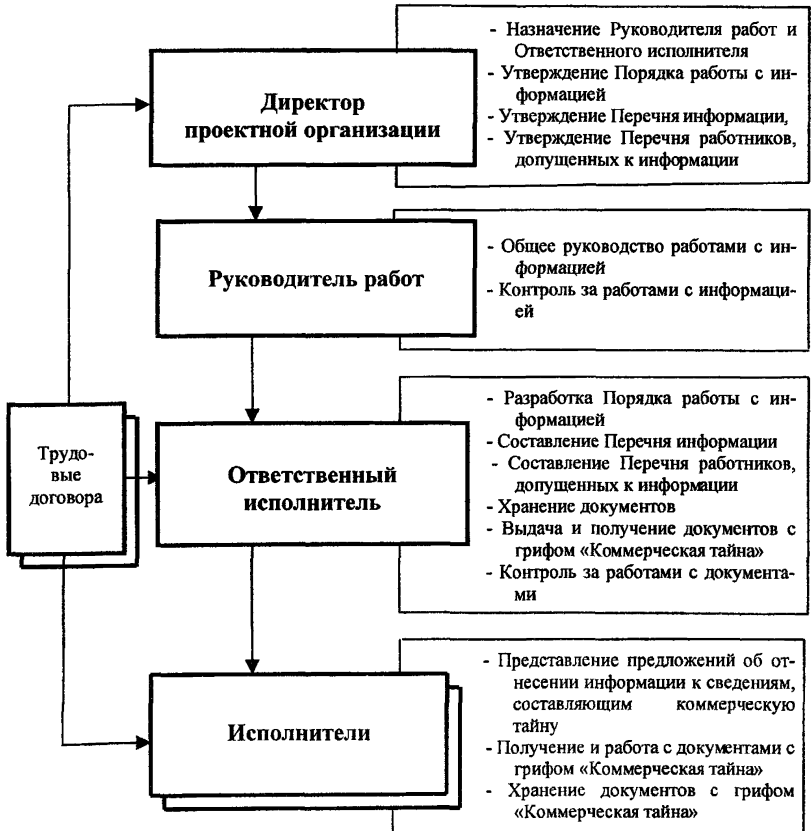 Директор
проектной организации
- Назначение Руководителя работ и
Ответственного исполнителя
- Утверждение Порядка работы с ин-
формацией
- Утверждение Перечня информации,
- Утверждение Перечня работников,
допущенных к информации
Руководитель работ
- Общее руководство работами с ин-
формацией
- Контроль за работами с информаци-
ей
Трудо-
вые
договора
Ответственный
исполнитель
- Разработка Порядка работы с ин-
формацией
- Составление Перечня информации
- Составление Перечня работников,
допущенных к информации
- Хранение документов
- Выдача и получение документов с
грифом «Коммерческая тайна»
- Контроль за работами с документа-
ми
Исполнители
- Представление предложений об от-
несении информации к сведениям,
составляющим коммерческую
тайну
- Получение и работа с документами с
грифом «Коммерческая тайна»
- Хранение документов с грифом
«Коммерческая тайна»